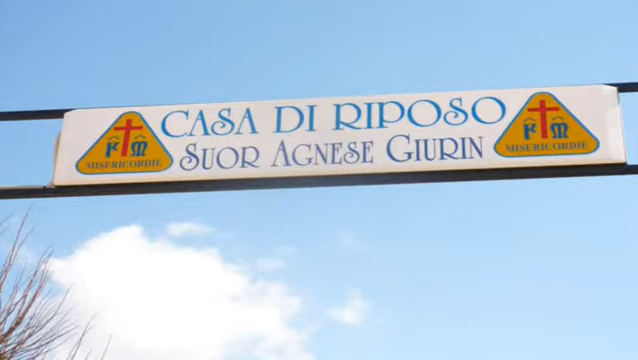 CASA DI RIPOSO
SUOR AGNESE GIURIN
F M
MISERICORDIE
F M
MISERICORDIE